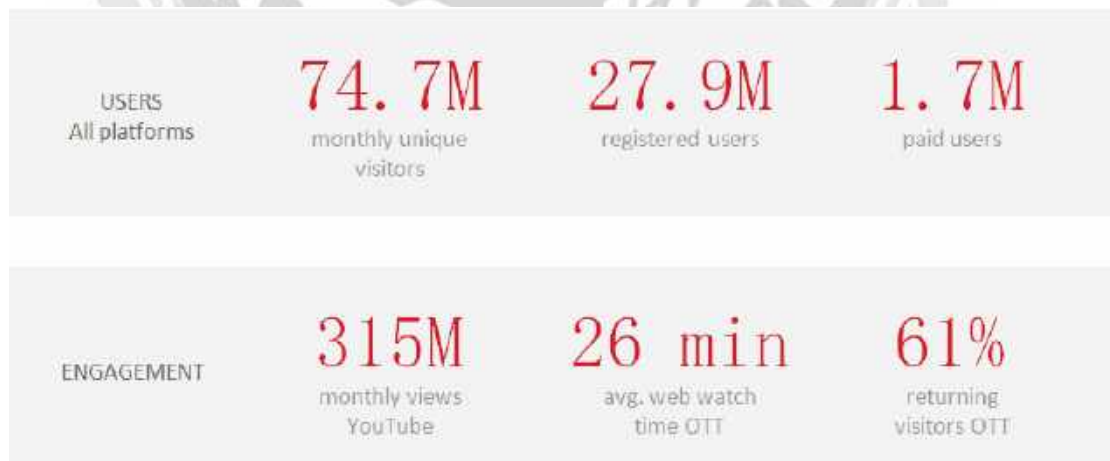 USERS
All platforms
74.7M
monthly unique
visitors
27.9M
registered users
1.7M
paid users
ENGAGEMENT
315M
monthly views
YouTube
26 min
avg. web watch
time OTT
61%
returning
visitors OTT